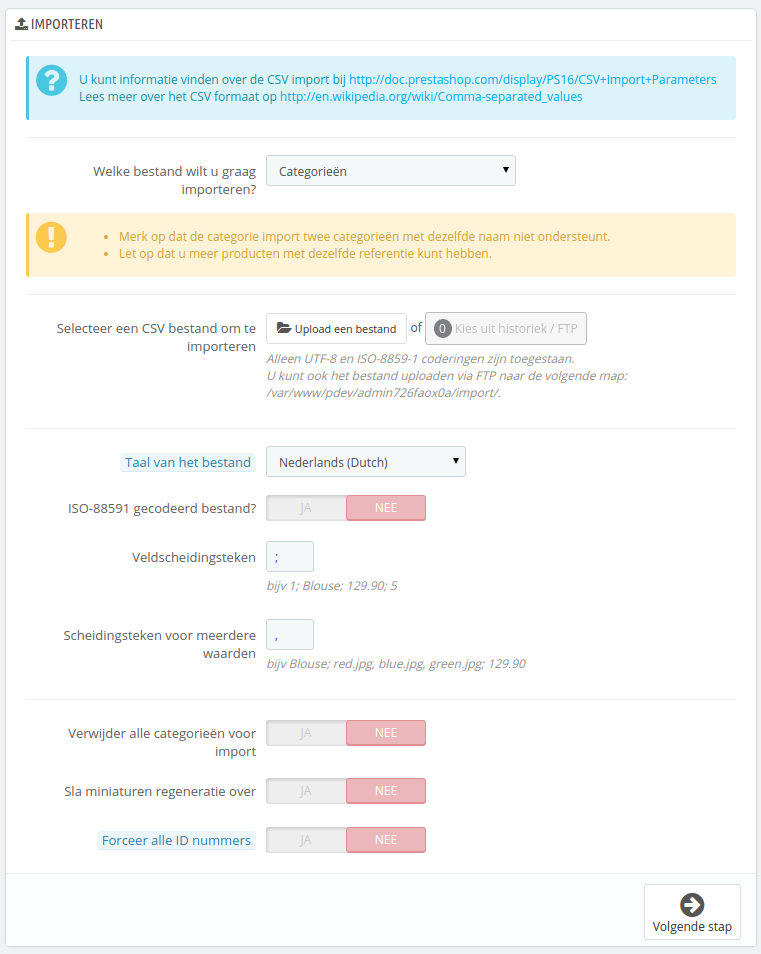 IMPORTEREN
U kunt informatie vinden over de CSV import bij http://doc.prestashop.com/display/PS16/CSV+Import+Parameters
Lees meer over het CSV formaat op http://en.wikipedia.org/wiki/Comma-separated_values
Welke bestand wilt u graag
importeren?
Categorieën
Merk op dat de categorie import twee categorieën met dezelfde naam niet ondersteunt.
Let op dat u meer producten met dezelfde referentie kunt hebben.
Selecteer een CSV bestand om te
importeren
Upload een bestand of 0 Kies uit historiek / FTP
Alleen UTF-8 en ISO-8859-1 coderingen zijn toegestaan.
U kunt ook het bestand uploaden via FTP naar de volgende map:
/var/www/pdev/admin726faox0a/import/.
Taal van het bestand
Nederlands (Dutch)
ISO-88591 gecodeerd bestand?
JA NEE
Veldscheidingsteken
;
bijv 1; Blouse; 129.90; 5
Scheidingsteken voor meerdere
waarden
,
bijv Blouse; red.jpg, blue.jpg, green.jpg; 129.90
Verwijder alle categorieën voor
import
JA NEE
Sla miniaturen regeneratie over
JA NEE
Forceer alle ID nummers
JA NEE
Volgende stap